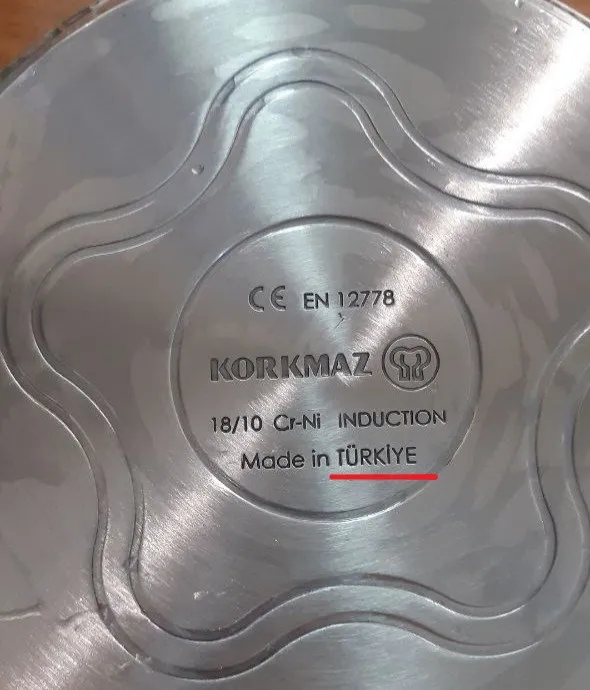 CE EN 12778
KORKMAZ
18/10 Cr-Ni INDUCTION
Made in TÜRKİYE